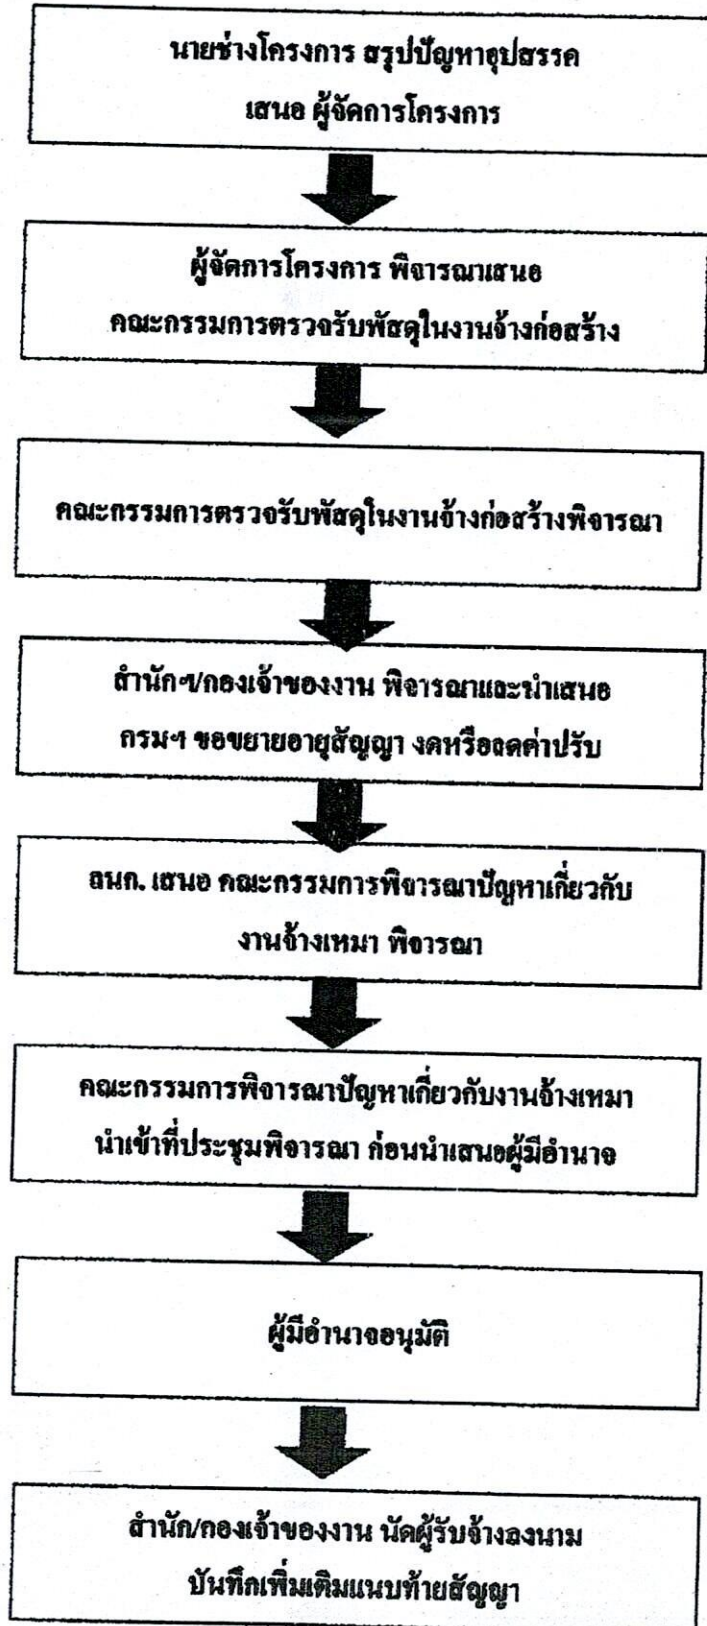 นายช่างโครงการ สรุปปัญหาอุปสรรค
เสนอ ผู้จัดการโครงการ
ผู้จัดการโครงการ พิจารณาเสนอ
คณะกรรมการตรวจรับพัสดุในงานจ้างก่อสร้าง
คณะกรรมการตรวจรับพัสดุในงานจ้างก่อสร้างพิจารณา
สำนักฯ/กองเจ้าของงาน พิจารณาและนำเสนอ
กรมฯ ขอขยายอายุสัญญา งดหรือลดค่าปรับ
ลนก. เสนอ คณะกรรมการพิจารณาปัญหาเกี่ยวกับ
งานจ้างเหมา พิจารณา
คณะกรรมการพิจารณาปัญหาเกี่ยวกับงานจ้างเหมา
นำเข้าที่ประชุมพิจารณา ก่อนนำเสนอผู้มีอำนาจ
ผู้มีอำนาจอนุมัติ
สำนัก/กองเจ้าของงาน นัดผู้รับจ้างลงนาม
บันทึกเพิ่มเติมแนบท้ายสัญญา